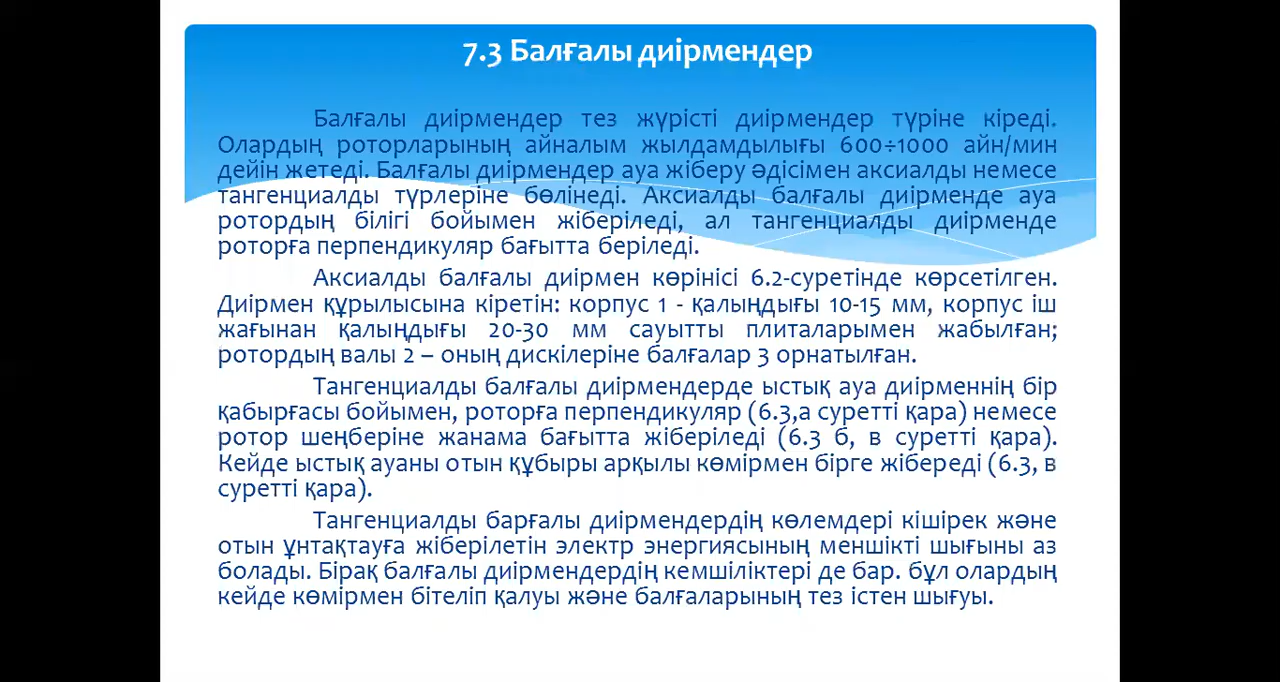 7.3 Балғалы диірмендер
Балғалы диірмендер тез жүрісті диірмендер түріне кіреді.
Олардың роторларының айналым жылдамдылығы 600÷1000 айн/мин
дейін жетеді. Балғалы диірмендер ауа жіберу әдісімен аксиалды немесе
тангенциалды түрлеріне бөлінеді. Аксиалды балғалы диірменде ауа
ротордың білігі бойымен жіберіледі, ал тангенциалды диірменде
роторға перпендикуляр бағытта беріледі.
Аксиалды балғалы диірмен көрінісі 6.2-суретінде көрсетілген.
Диірмен құрылысына кіретін: корпус 1 - қалыңдығы 10-15 мм, корпус іш
жағынан қалыңдығы 20-30 мм сауытты плиталарымен жабылған;
ротордың валы 2 – оның дискілеріне балғалар 3 орнатылған.
Тангенциалды балғалы диірмендерде ыстық ауа диірменнің бір
қабырғасы бойымен, роторға перпендикуляр (6.3,а суретті қара) немесе
ротор шеңберіне жанама бағытта жіберіледі (6.3 б, в суретті қара).
Кейде ыстық ауаны отын құбыры арқылы көмірмен бірге жібереді (6.3, в
суретті қара).
Тангенциалды барғалы диірмендердің көлемдері кішірек және
отын ұнтақтауға жіберілетін электр энергиясының меншікті шығыны аз
болады. Бірақ балғалы диірмендердің кемшіліктері де бар. бұл олардың
кейде көмірмен бітеліп қалуы және балғаларының тез істен шығуы.